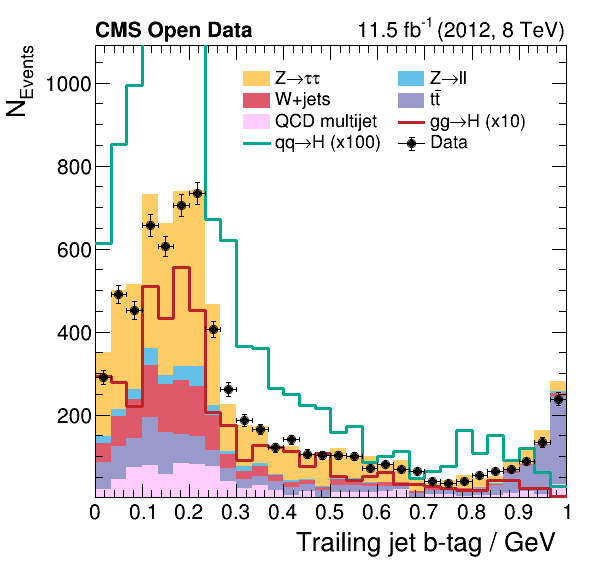 CMS Open Data 11.5 fb⁻¹ (2012, 8 TeV)
N_Events
1000
800
600
400
200
Z→ττ Z→ll
W+jets tt̄
QCD multijet gg→H (x10)
qq→H (x100) Data
0 0.1 0.2 0.3 0.4 0.5 0.6 0.7 0.8 0.9 1
Trailing jet b-tag / GeV